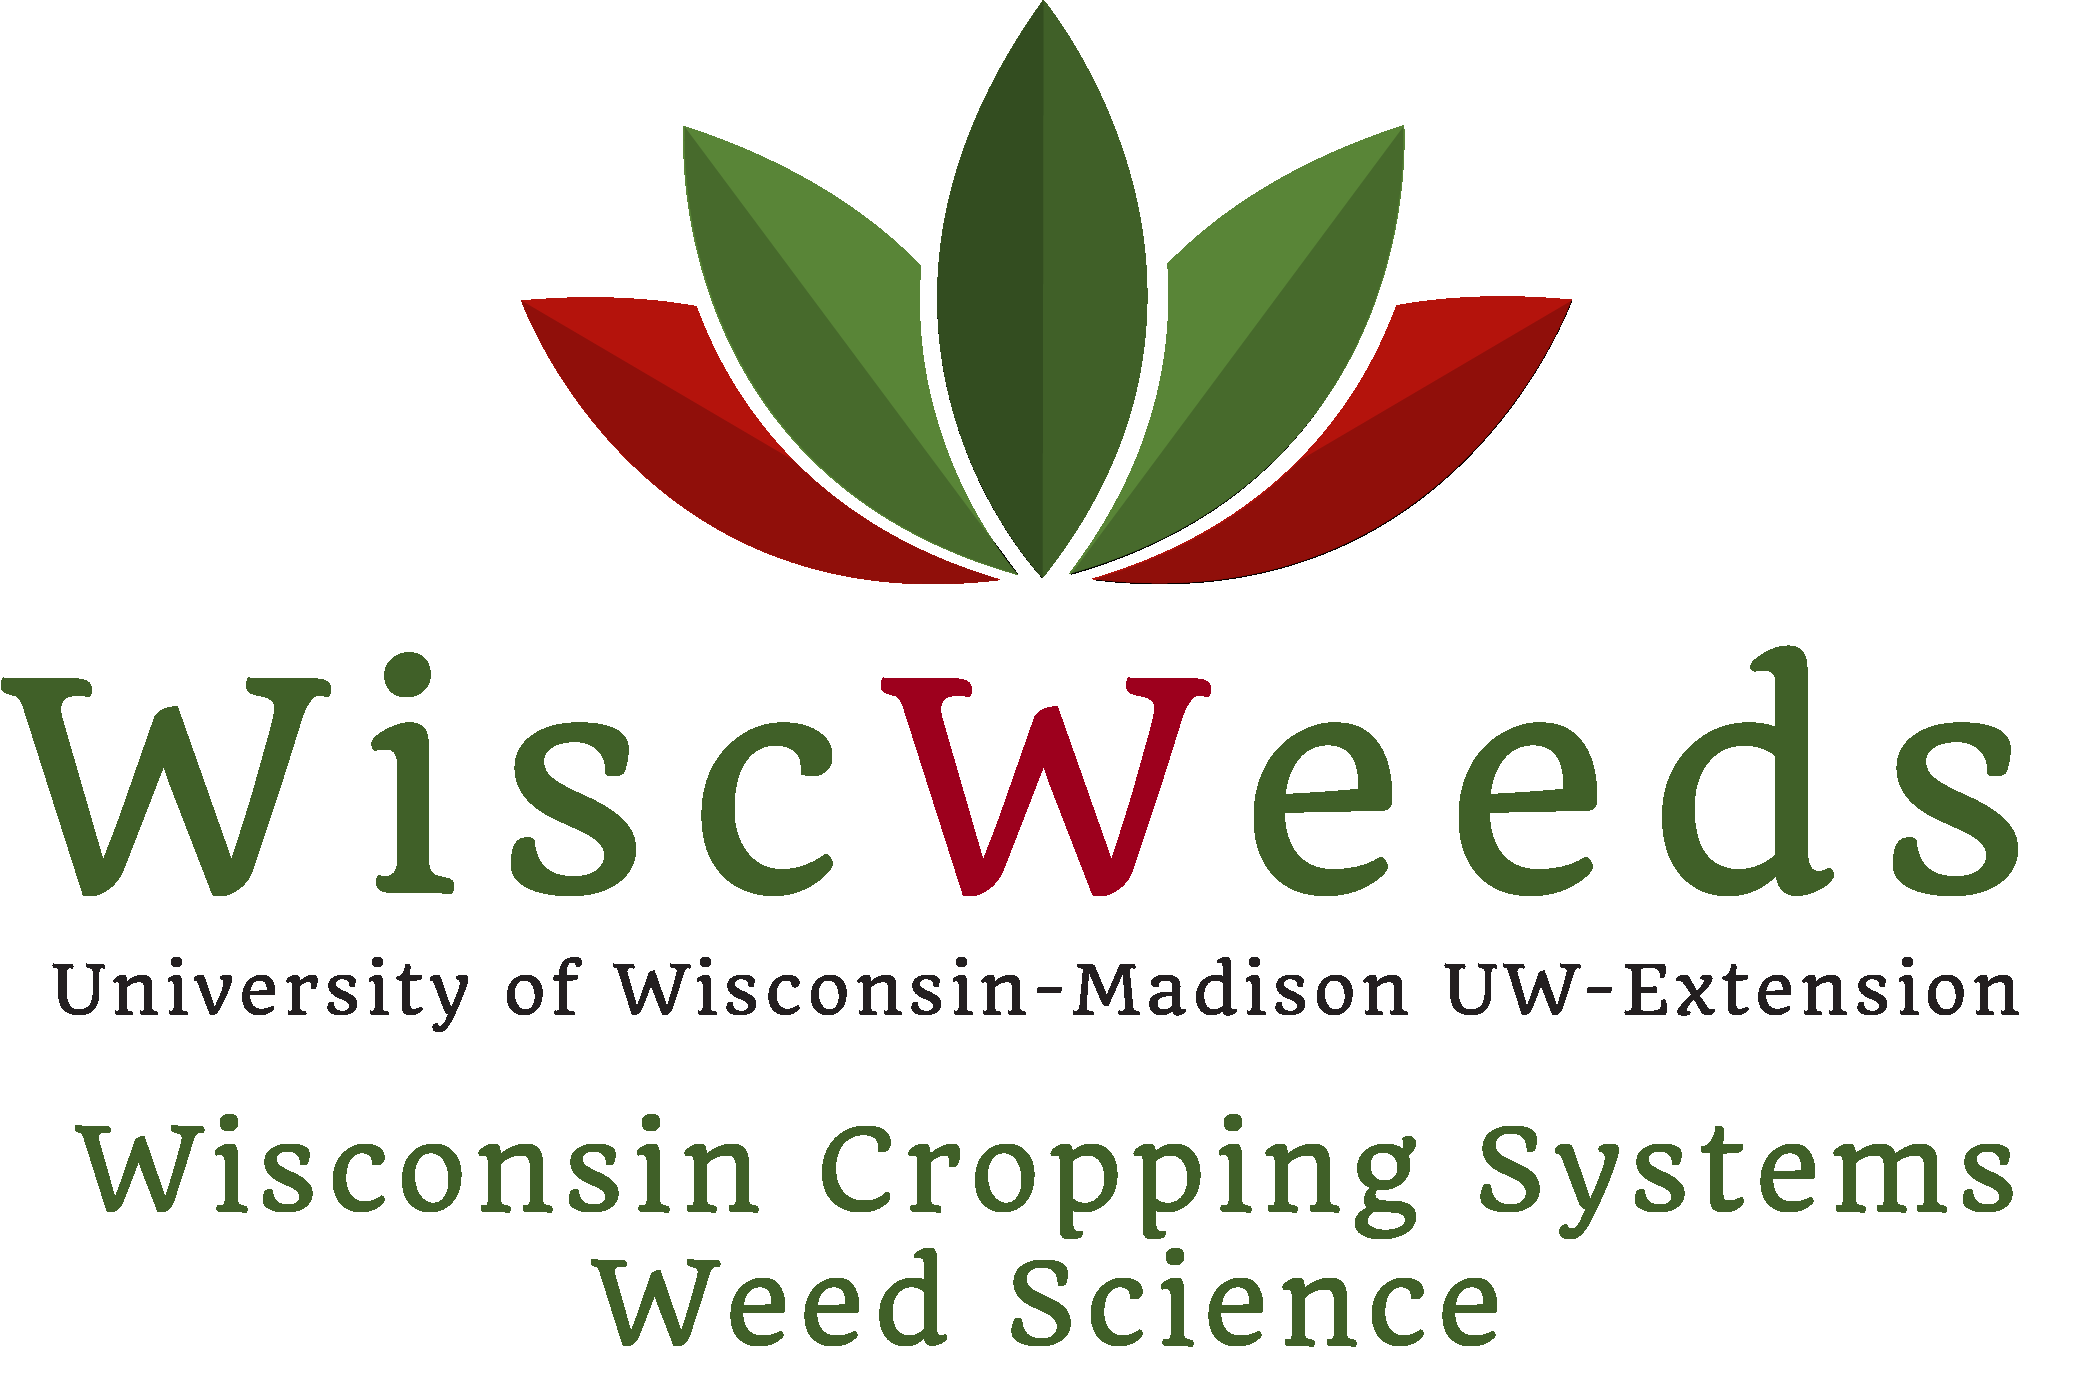 WiscWeeds
University of Wisconsin-Madison UW-Extension
Wisconsin Cropping Systems
Weed Science